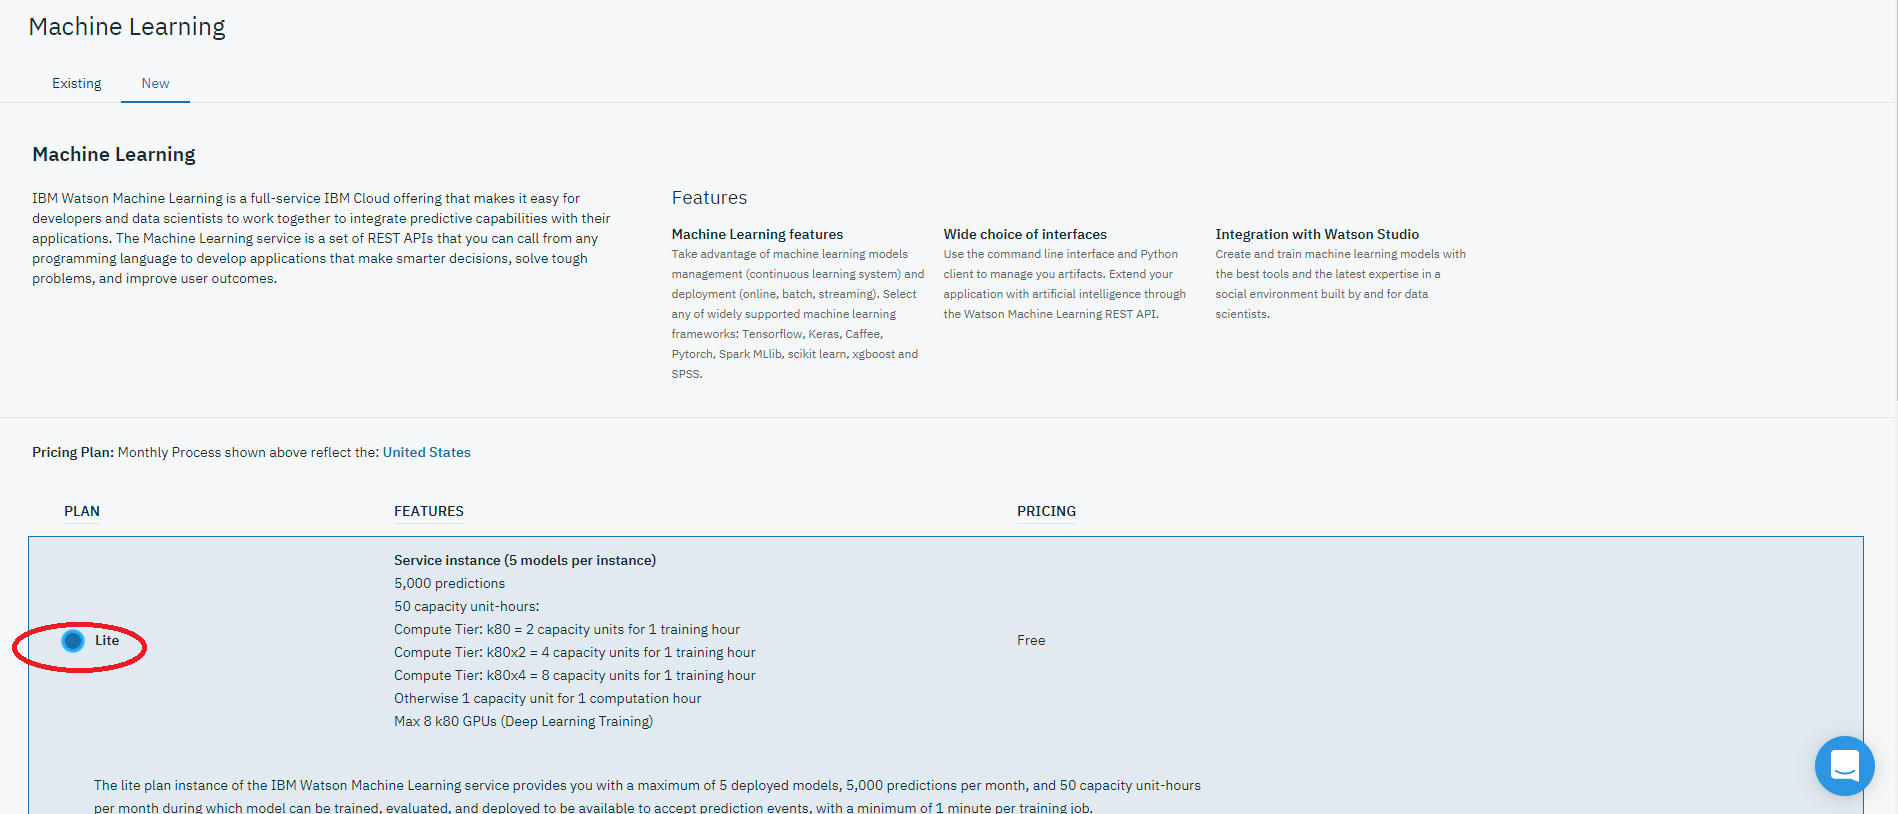 Machine Learning
Existing
New
Machine Learning
IBM Watson Machine Learning is a full-service IBM Cloud offering that makes it easy for
developers and data scientists to work together to integrate predictive capabilities with their
applications. The Machine Learning service is a set of REST APIs that you can call from any
programming language to develop applications that make smarter decisions, solve tough
problems, and improve user outcomes.
Features
Machine Learning features
Take advantage of machine learning models
management (continuous learning system) and
deployment (online, batch, streaming). Select
any of widely supported machine learning
frameworks: Tensorflow, Keras, Caffee,
Pytorch, Spark MLlib, scikit learn, xgboost and
SPSS.
Wide choice of interfaces
Use the command line interface and Python
client to manage you artifacts. Extend your
application with artificial intelligence through
the Watson Machine Learning REST API.
Integration with Watson Studio
Create and train machine learning models with
the best tools and the latest expertise in a
social environment built by and for data
scientists.
Pricing Plan: Monthly Process shown above reflect the: United States
PLAN
FEATURES
PRICING
Lite
Service instance (5 models per instance)
5,000 predictions
50 capacity unit-hours:
Compute Tier: k80 = 2 capacity units for 1 training hour
Compute Tier: k80x2 = 4 capacity units for 1 training hour
Compute Tier: k80x4 = 8 capacity units for 1 training hour
Otherwise 1 capacity unit for 1 computation hour
Max 8 k80 GPUs (Deep Learning Training)
Free
The lite plan instance of the IBM Watson Machine Learning service provides you with a maximum of 5 deployed models, 5,000 predictions per month, and 50 capacity unit-hours
per month during which model can be trained, evaluated, and deployed to be available to accept prediction events, with a minimum of 1 minute per training job.